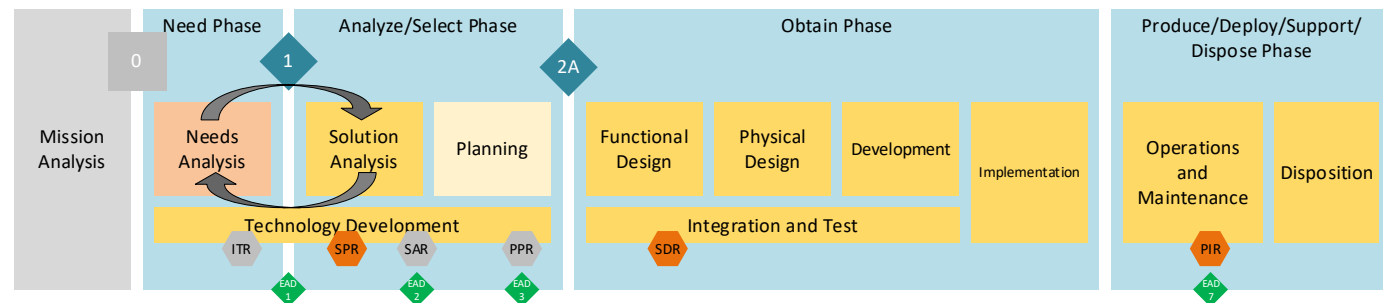 Need Phase
Analyze/Select Phase
Obtain Phase
Produce/Deploy/Support/
Dispose Phase
0
1
2A
Mission
Analysis
Needs
Analysis
Solution
Analysis
Planning
Functional
Design
Physical
Design
Development
Implementation
Operations
and
Maintenance
Disposition
Technology Development
Integration and Test
ITR
SPR
SAR
PPR
SDR
PIR
EAD
1
EAD
2
EAD
3
EAD
7